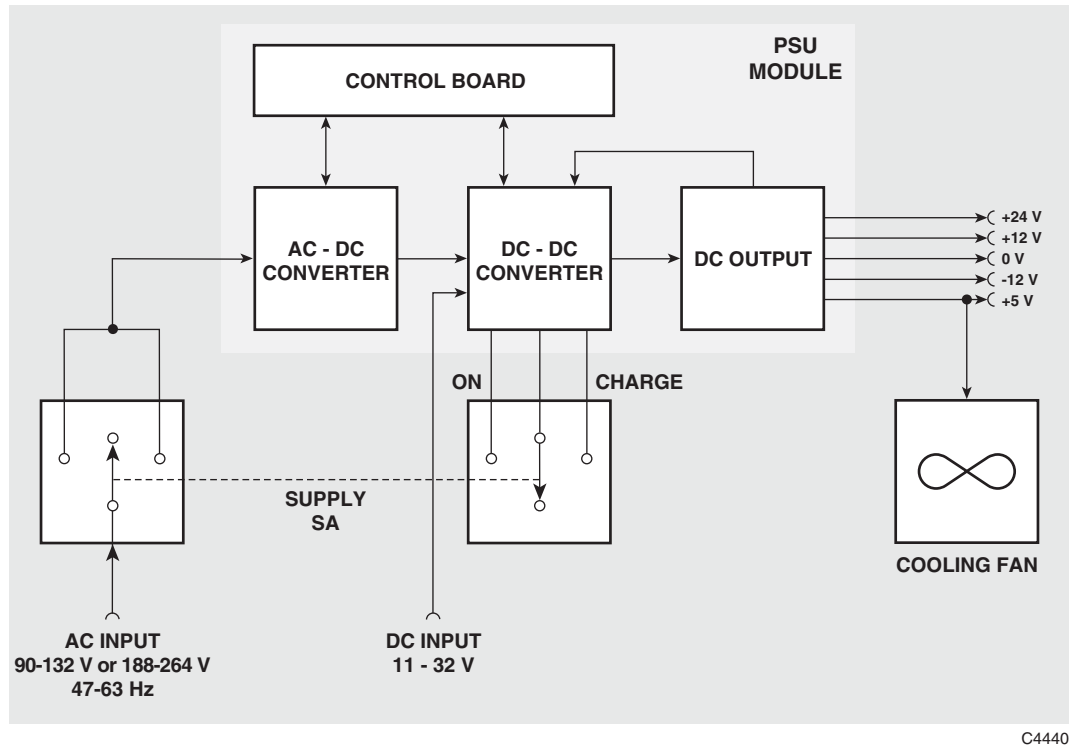 PSU
MODULE
CONTROL BOARD
AC - DC
CONVERTER
DC - DC
CONVERTER
DC OUTPUT
+24 V
+12 V
0 V
-12 V
+5 V
ON
CHARGE
SUPPLY
SA
COOLING FAN
AC INPUT
90-132 V or 188-264 V
47-63 Hz
DC INPUT
11 - 32 V
C4440